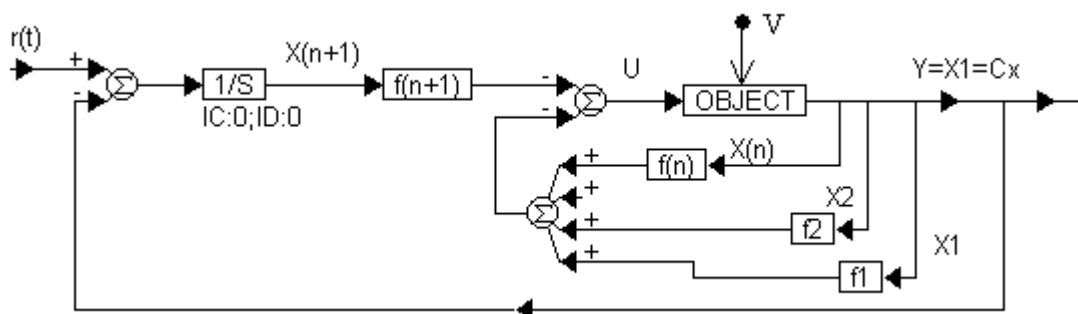 r(t)
+
-
Σ
1/S
IC:0;ID:0
X(n+1)
f(n+1)
-
-
Σ
U
V
OBJECT
Y=X1=Cx
+
f(n)
X(n)
+
Σ
+
f2
X2
+
f1
X1